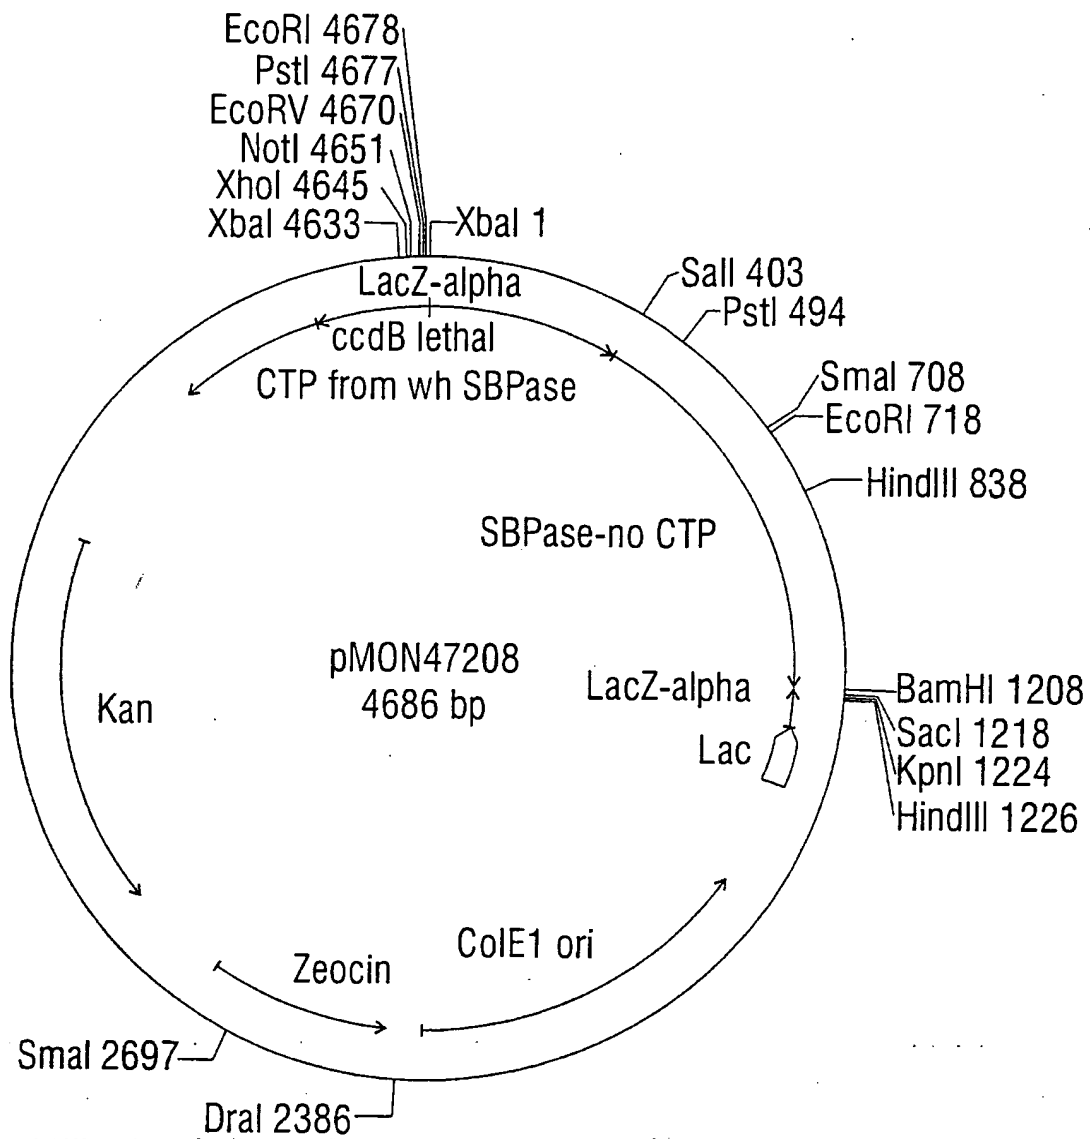 EcoRI 4678
PstI 4677
EcoRV 4670
NotI 4651
XhoI 4645
XbaI 4633
XbaI 1
LacZ-alpha
SalI 403
PstI 494
ccdB lethal
CTP from wh SBPase
SmaI 708
EcoRI 718
HindIII 838
SBPase-no CTP
pMON47208
4686 bp
LacZ-alpha
BamHI 1208
Kan
SacI 1218
Lac
KpnI 1224
HindIII 1226
ColE1 ori
Zeocin
SmaI 2697
DraI 2386